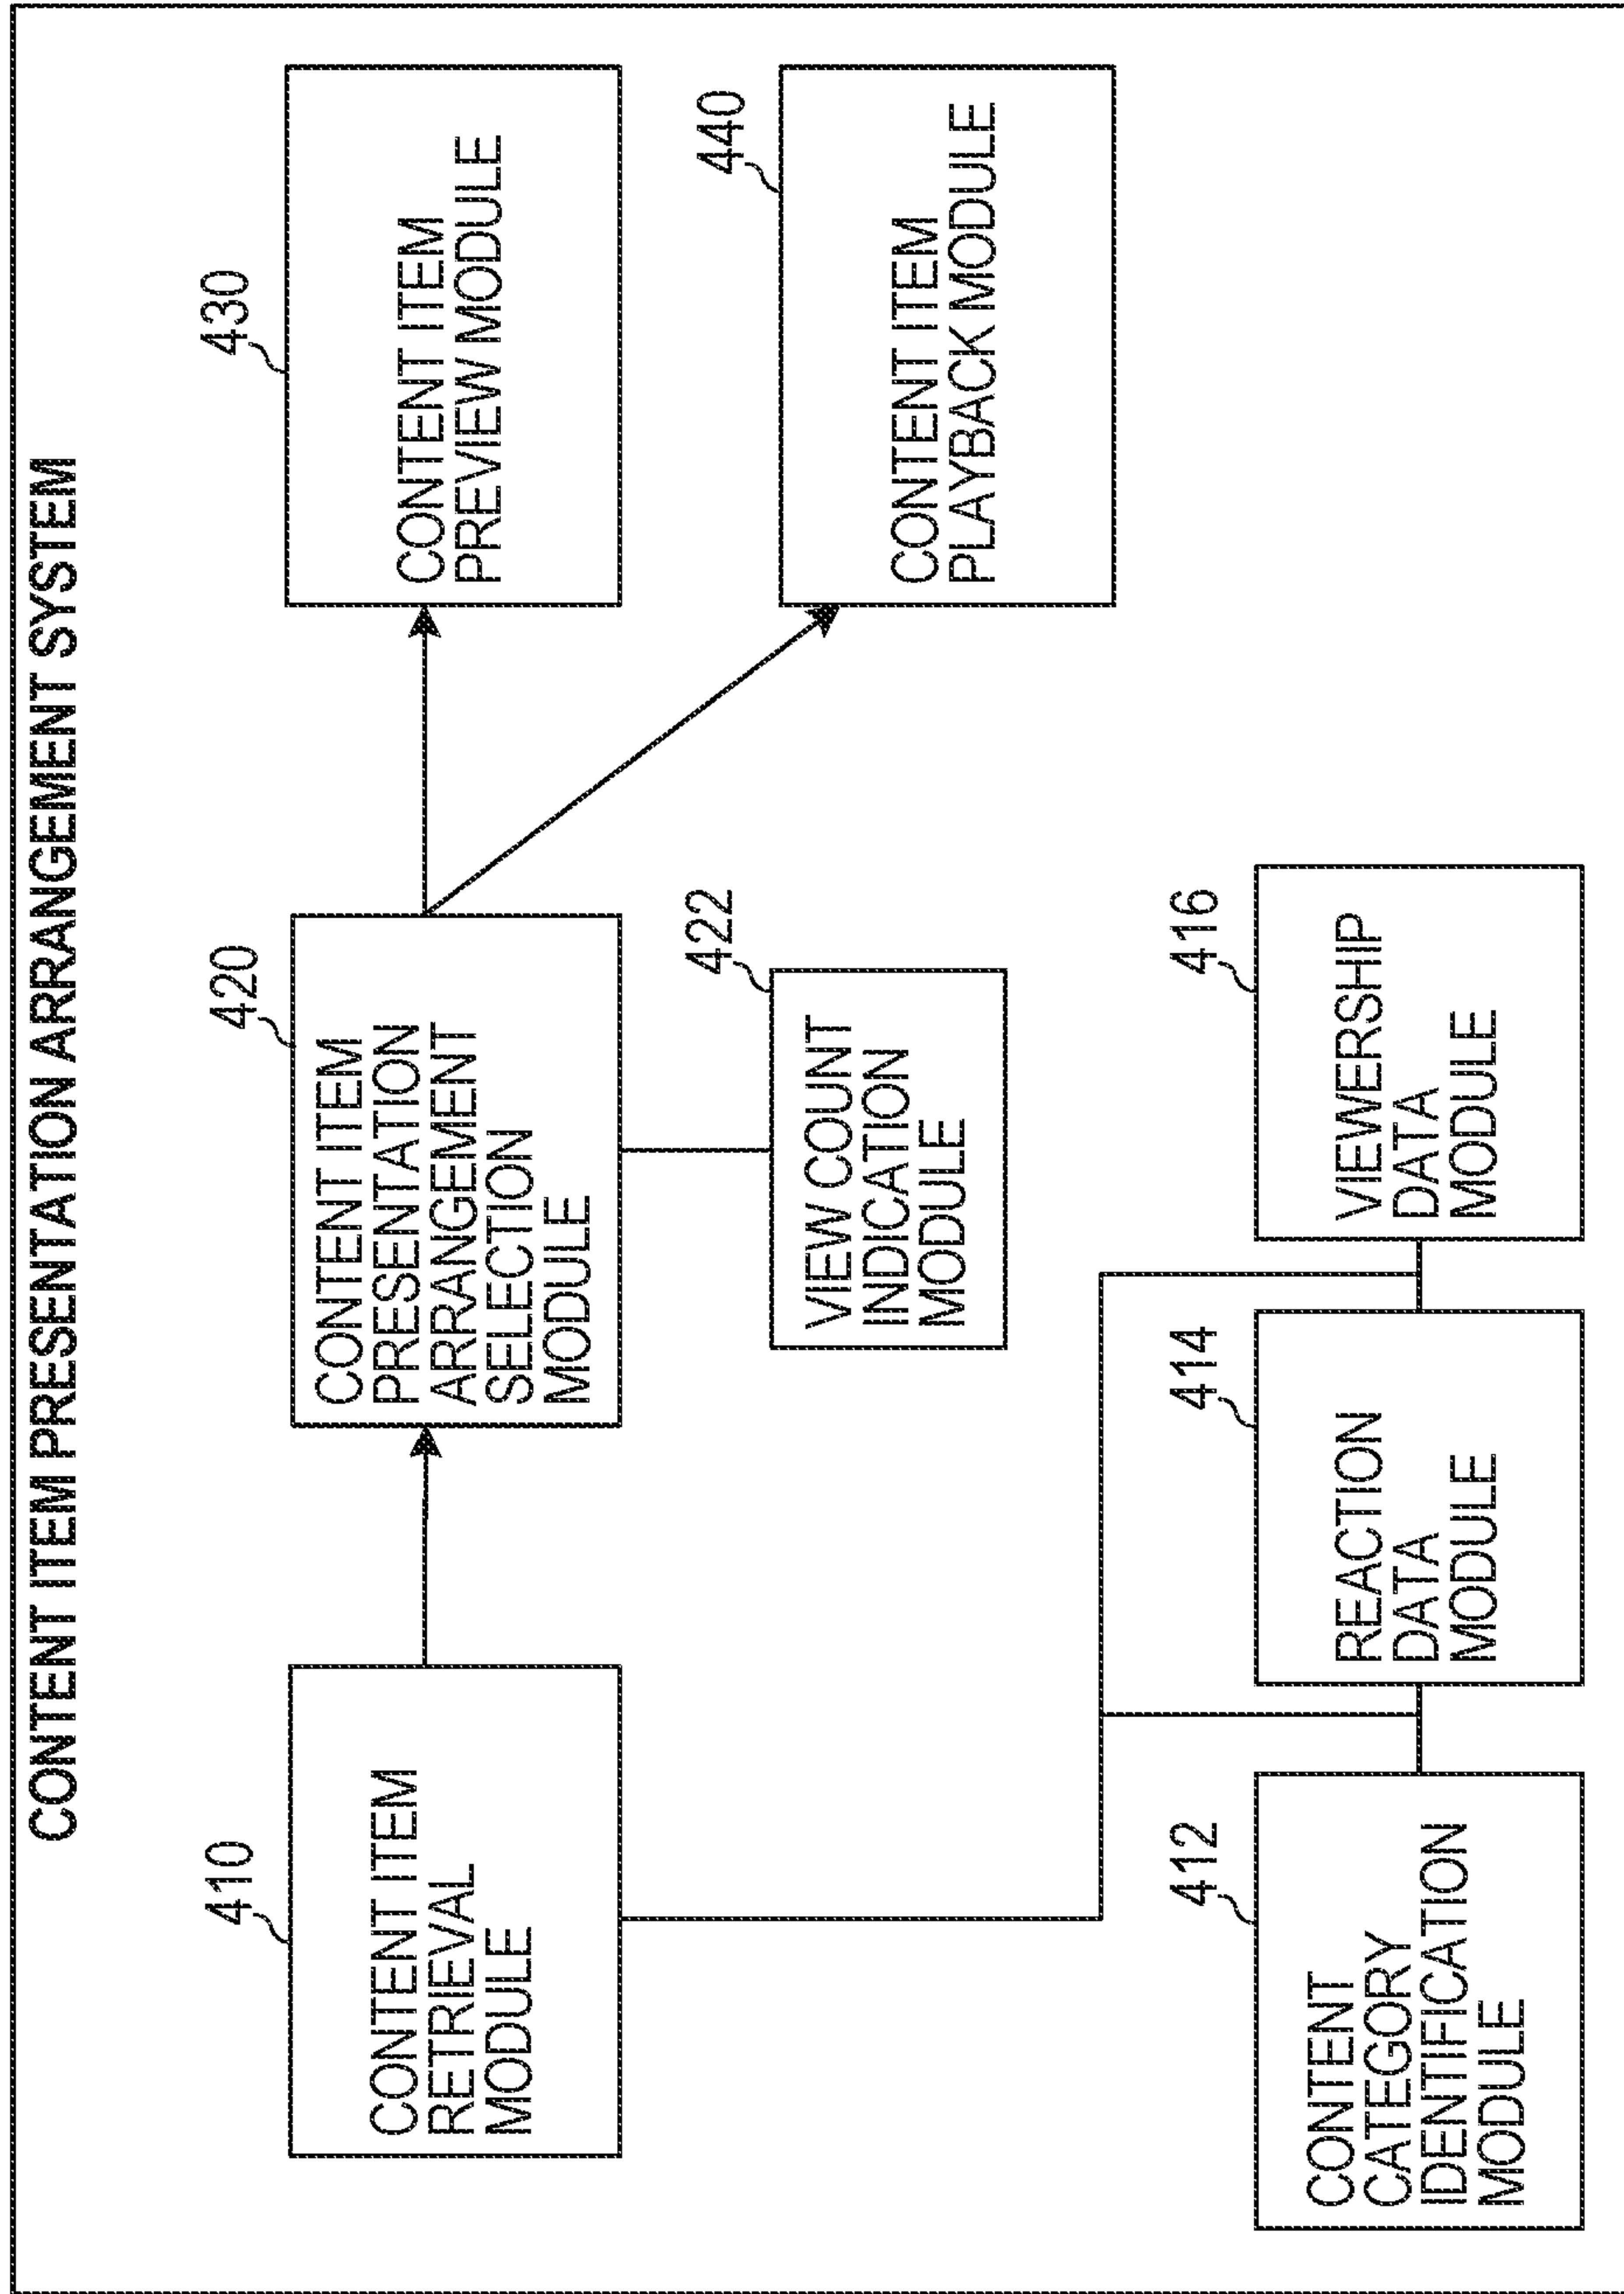 CONTENT ITEM PRESENTATION ARRANGEMENT SYSTEM
410
CONTENT ITEM
RETRIEVAL
MODULE
420
CONTENT ITEM
PRESENTATION
ARRANGEMENT
SELECTION
MODULE
430
CONTENT ITEM
PREVIEW MODULE
422
VIEW COUNT
INDICATION
MODULE
440
CONTENT ITEM
PLAYBACK MODULE
412
CONTENT
CATEGORY
IDENTIFICATION
MODULE
414
REACTION
DATA
MODULE
416
VIEWERSHIP
DATA
MODULE